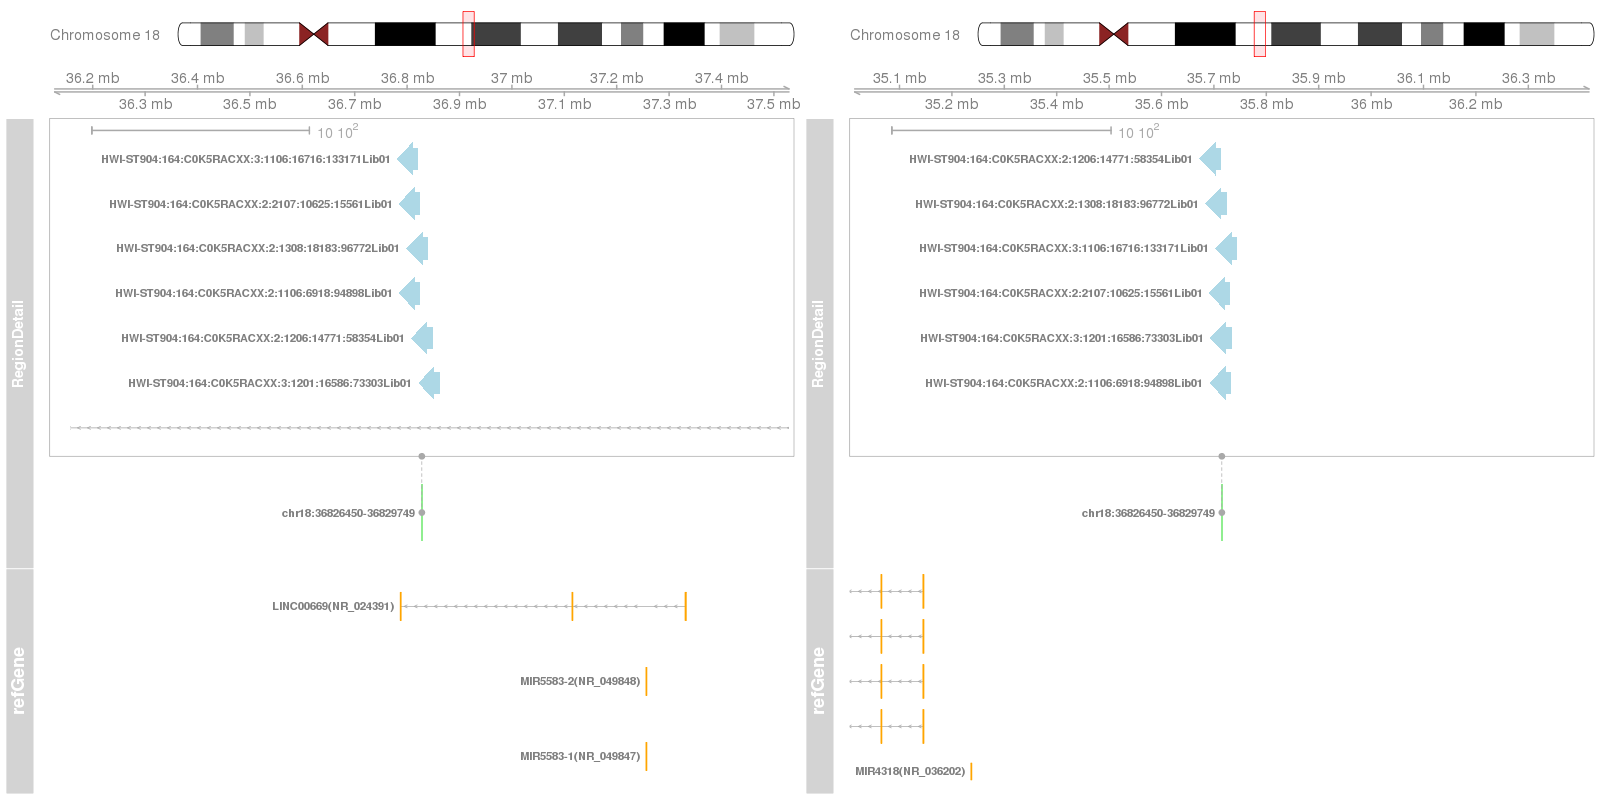 Chromosome 18
36.2 mb 36.4 mb 36.6 mb 36.8 mb 37 mb 37.2 mb 37.4 mb
36.3 mb 36.5 mb 36.7 mb 36.9 mb 37.1 mb 37.3 mb 37.5 mb
10 10^2
HWI-ST904:164:C0K5RACXX:3:1106:16716:133171Lib01
HWI-ST904:164:C0K5RACXX:2:2107:10625:15561Lib01
HWI-ST904:164:C0K5RACXX:2:1308:18183:96772Lib01
HWI-ST904:164:C0K5RACXX:2:1106:6918:94898Lib01
HWI-ST904:164:C0K5RACXX:2:1206:14771:58354Lib01
HWI-ST904:164:C0K5RACXX:3:1201:16586:73303Lib01
RegionDetail
chr18:36826450-36829749
LINC00669(NR_024391)
MIR5583-2(NR_049848)
MIR5583-1(NR_049847)
refGene
Chromosome 18
35.1 mb 35.3 mb 35.5 mb 35.7 mb 35.9 mb 36.1 mb 36.3 mb
35.2 mb 35.4 mb 35.6 mb 35.8 mb 36 mb 36.2 mb
10 10^2
HWI-ST904:164:C0K5RACXX:2:1206:14771:58354Lib01
HWI-ST904:164:C0K5RACXX:2:1308:18183:96772Lib01
HWI-ST904:164:C0K5RACXX:3:1106:16716:133171Lib01
HWI-ST904:164:C0K5RACXX:2:2107:10625:15561Lib01
HWI-ST904:164:C0K5RACXX:3:1201:16586:73303Lib01
HWI-ST904:164:C0K5RACXX:2:1106:6918:94898Lib01
RegionDetail
chr18:36826450-36829749
MIR4318(NR_036202)
refGene